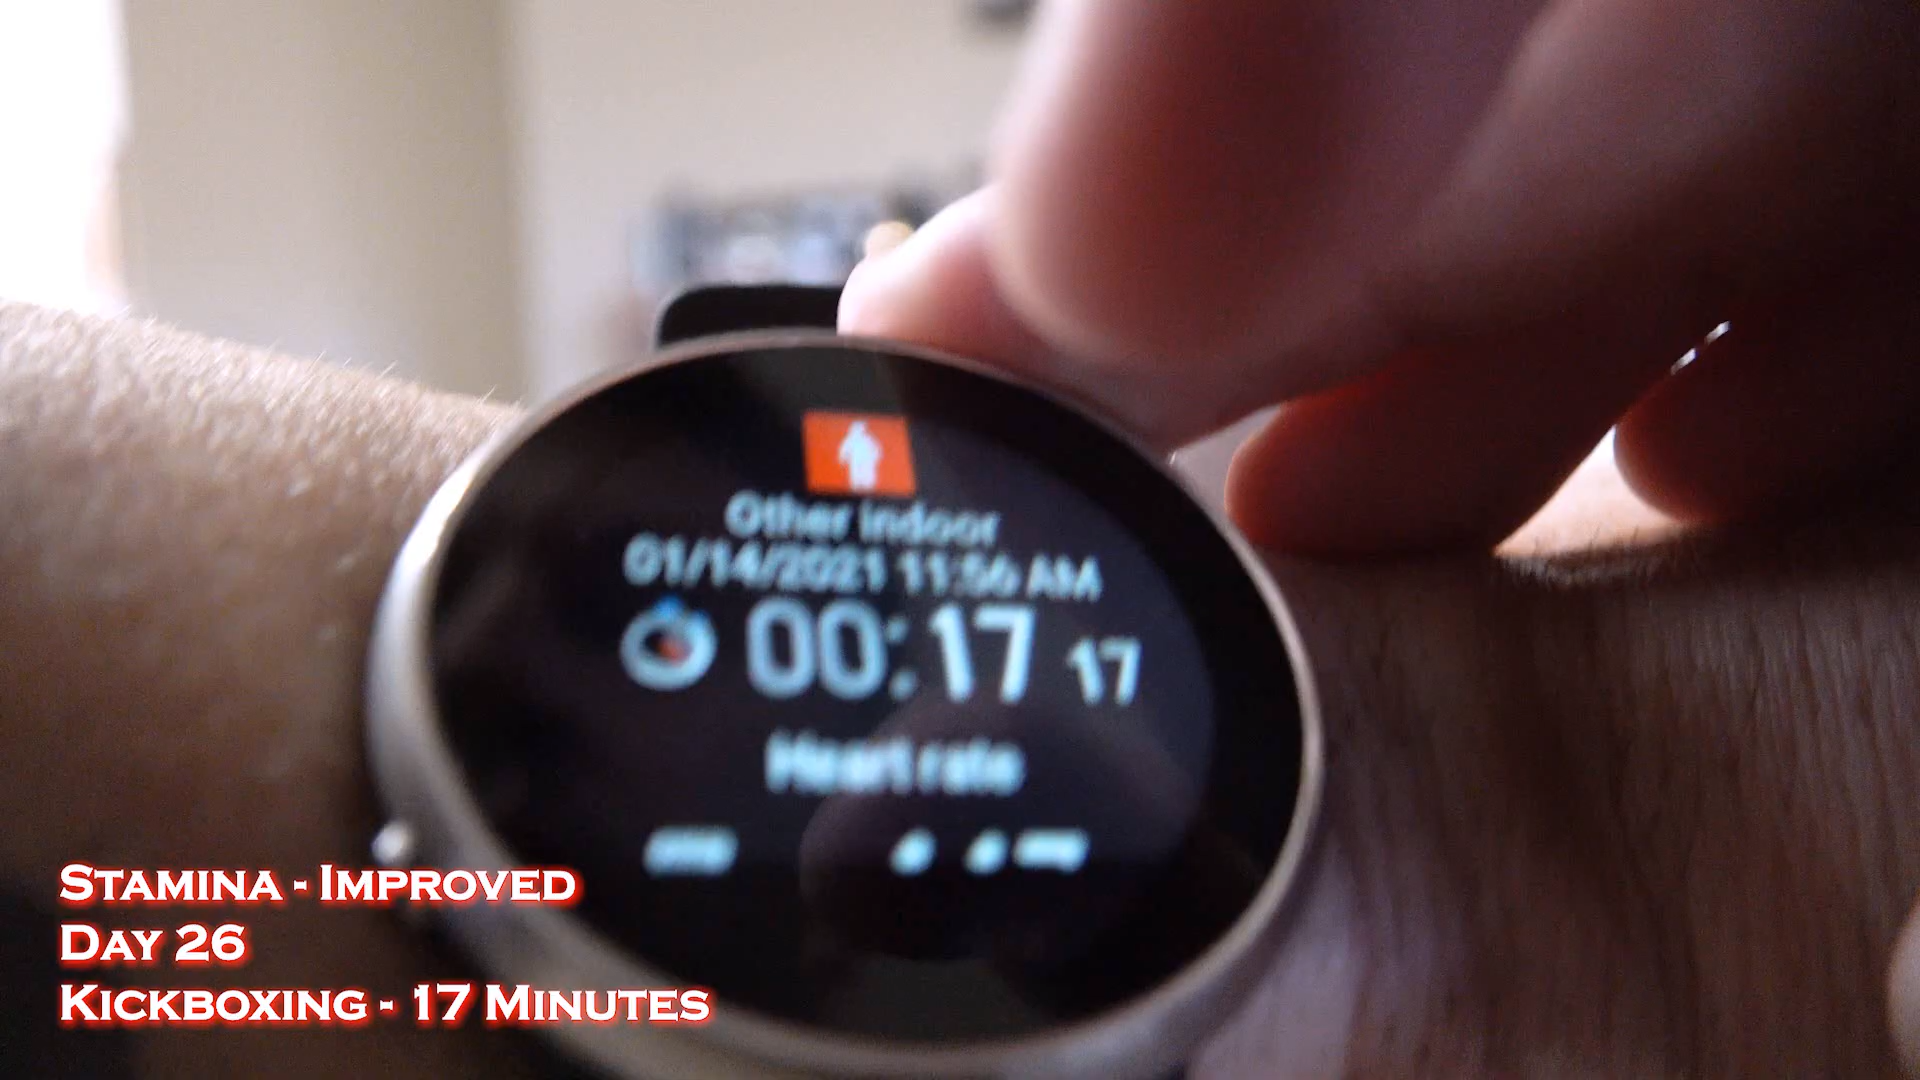 Other indoor
01/14/2021 11:56 AM
00:17 17
Heart rate
STAMINA - IMPROVED
DAY 26
KICKBOXING - 17 MINUTES